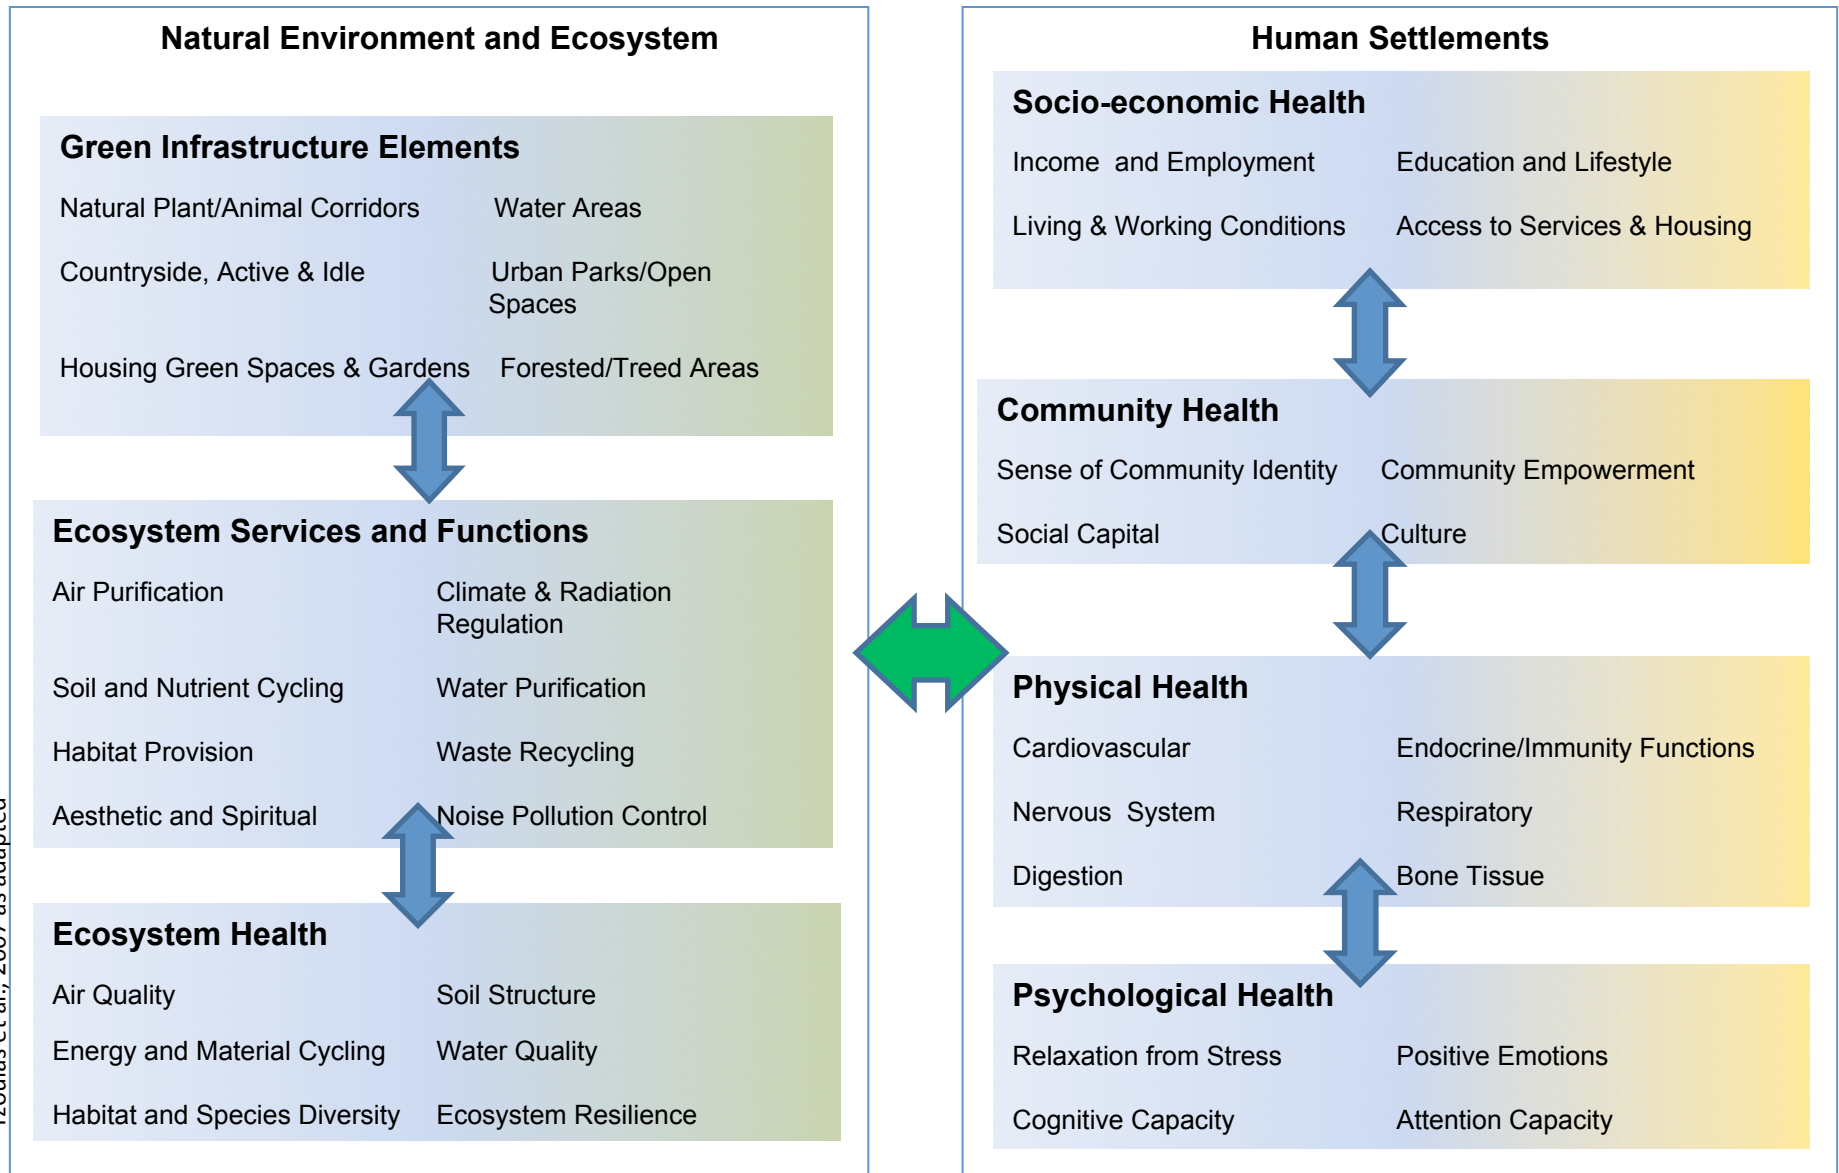 Natural Environment and Ecosystem
Green Infrastructure Elements
Natural Plant/Animal Corridors Water Areas
Countryside, Active & Idle Urban Parks/Open
Spaces
Housing Green Spaces & Gardens Forested/Treed Areas
Ecosystem Services and Functions
Air Purification Climate & Radiation
Regulation
Soil and Nutrient Cycling Water Purification
Habitat Provision Waste Recycling
Aesthetic and Spiritual Noise Pollution Control
Ecosystem Health
Air Quality Soil Structure
Energy and Material Cycling Water Quality
Habitat and Species Diversity Ecosystem Resilience
Human Settlements
Socio-economic Health
Income and Employment Education and Lifestyle
Living & Working Conditions Access to Services & Housing
Community Health
Sense of Community Identity Community Empowerment
Social Capital Culture
Physical Health
Cardiovascular Endocrine/Immunity Functions
Nervous System Respiratory
Digestion Bone Tissue
Psychological Health
Relaxation from Stress Positive Emotions
Cognitive Capacity Attention Capacity
et al., 2007 as adapted